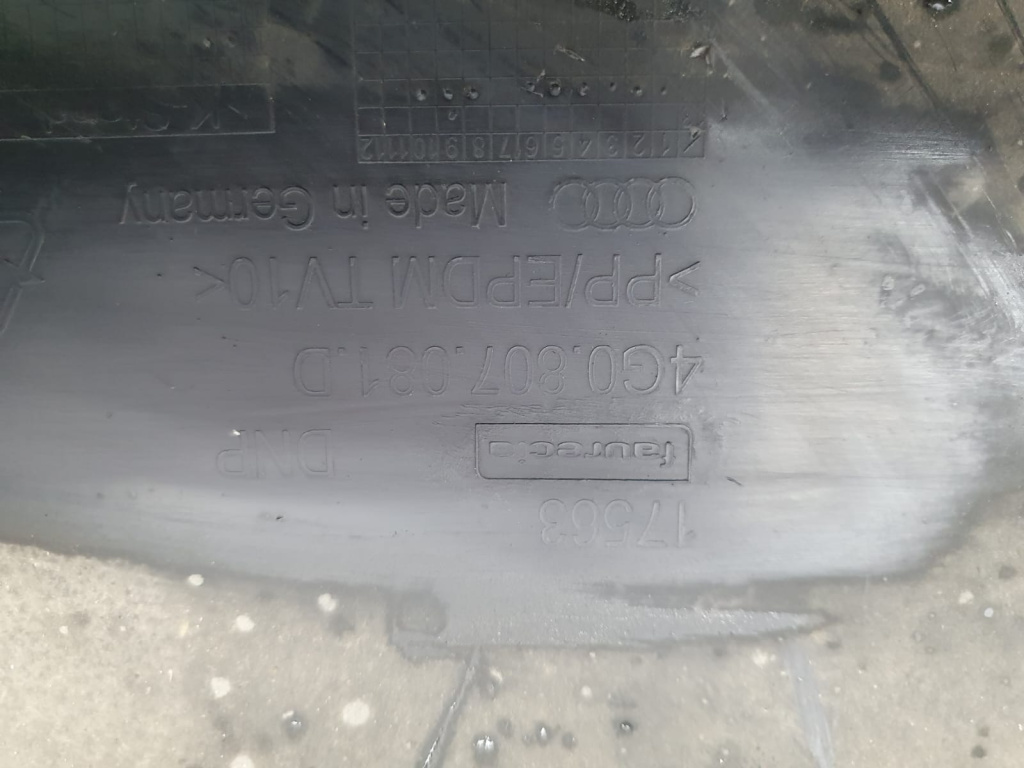 17563
faurecia DNP
4G0.807.081.D
>PP/EPDM TV10<
Made in Germany
1 2 3 4 5 6 7 8 9 10 11 12